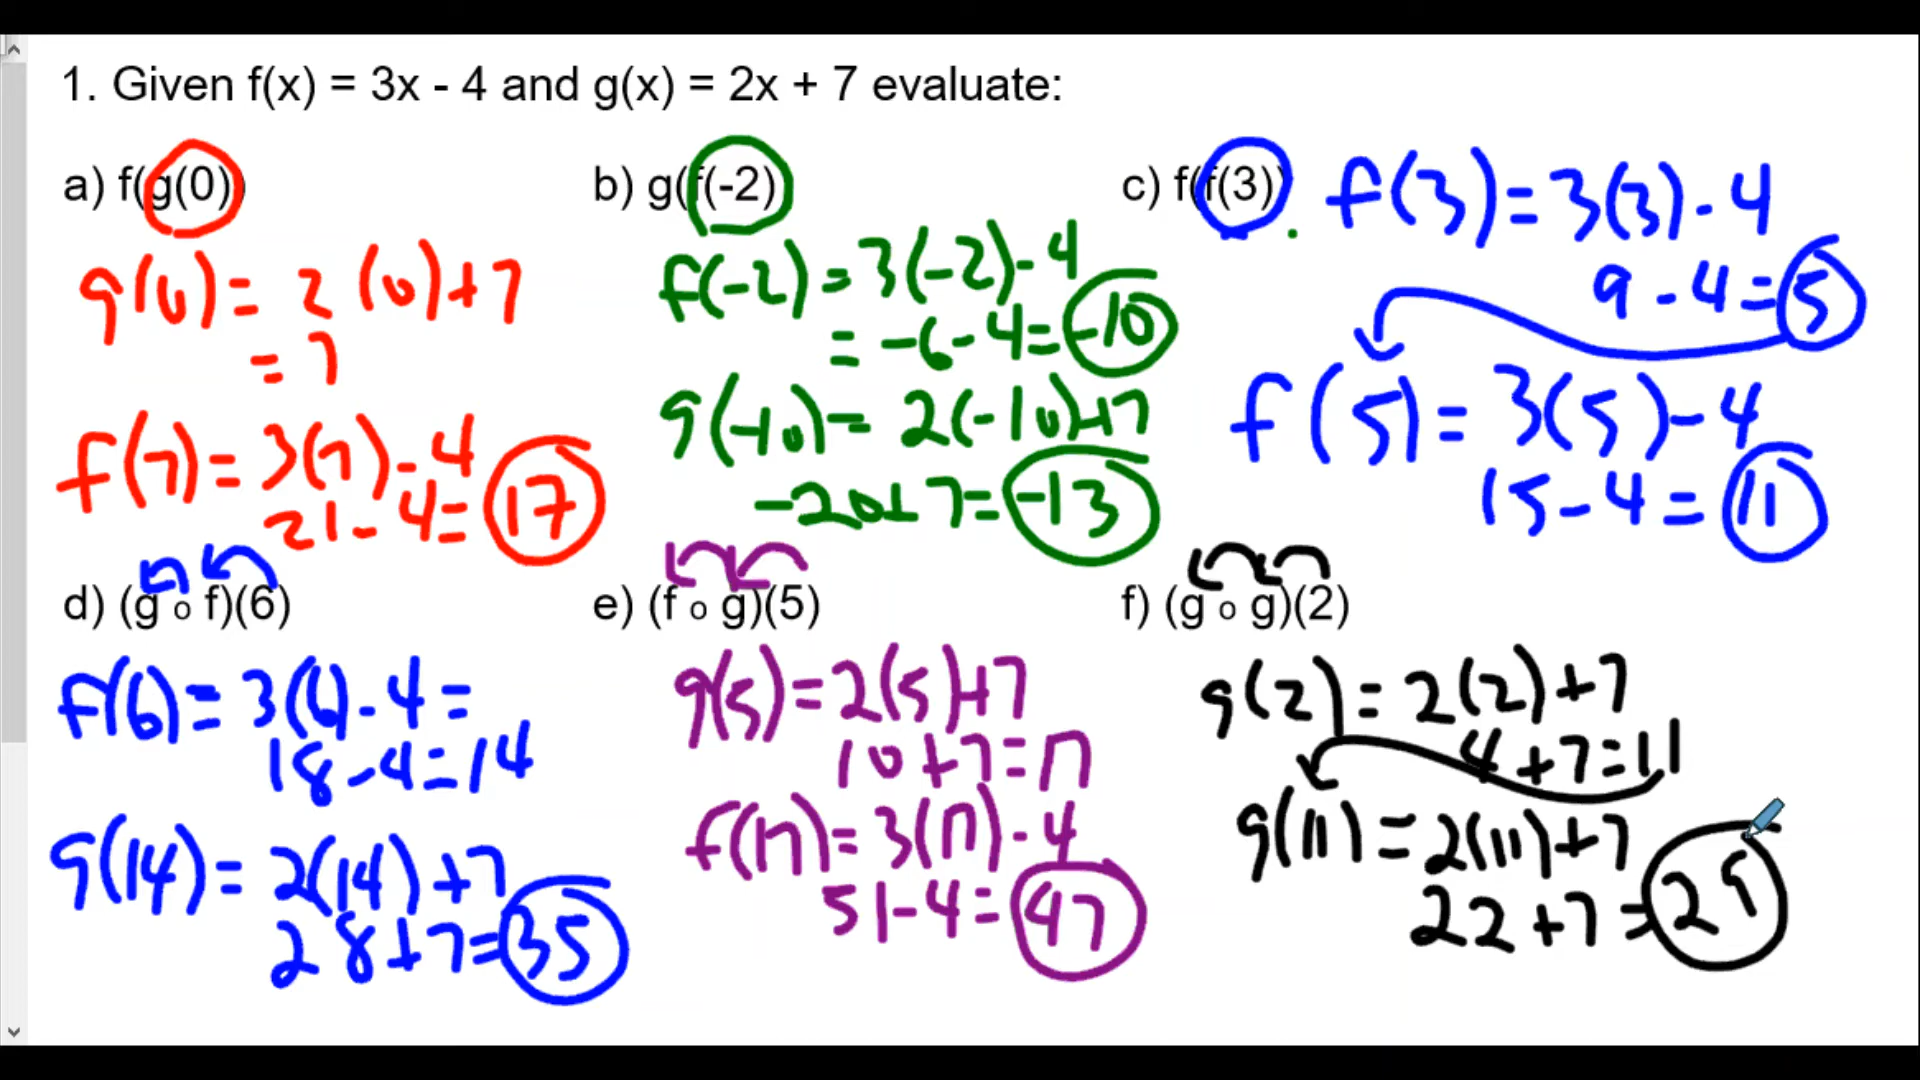 1. Given f(x) = 3x - 4 and g(x) = 2x + 7 evaluate:
a) f(g(0))
g(0) = 2 (0) + 7
= 7
f(7) = 3(7) - 4
21 - 4 = 17
b) g(f(-2))
f(-2) = 3(-2) - 4
= -6 - 4 = -10
g(-10) = 2(-10) + 7
-20 + 7 = -13
c) f(f(3))
f(3) = 3(3) - 4
9 - 4 = 5
f(5) = 3(5) - 4
15 - 4 = 11
d) (g o f)(6)
f(6) = 3(6) - 4 =
18 - 4 = 14
g(14) = 2(14) + 7
28 + 7 = 35
e) (f o g)(5)
g(5) = 2(5) + 7
10 + 7 = 17
f(17) = 3(17) - 4
51 - 4 = 47
f) (g o g)(2)
g(2) = 2(2) + 7
4 + 7 = 11
g(11) = 2(11) + 7
22 + 7 = 29